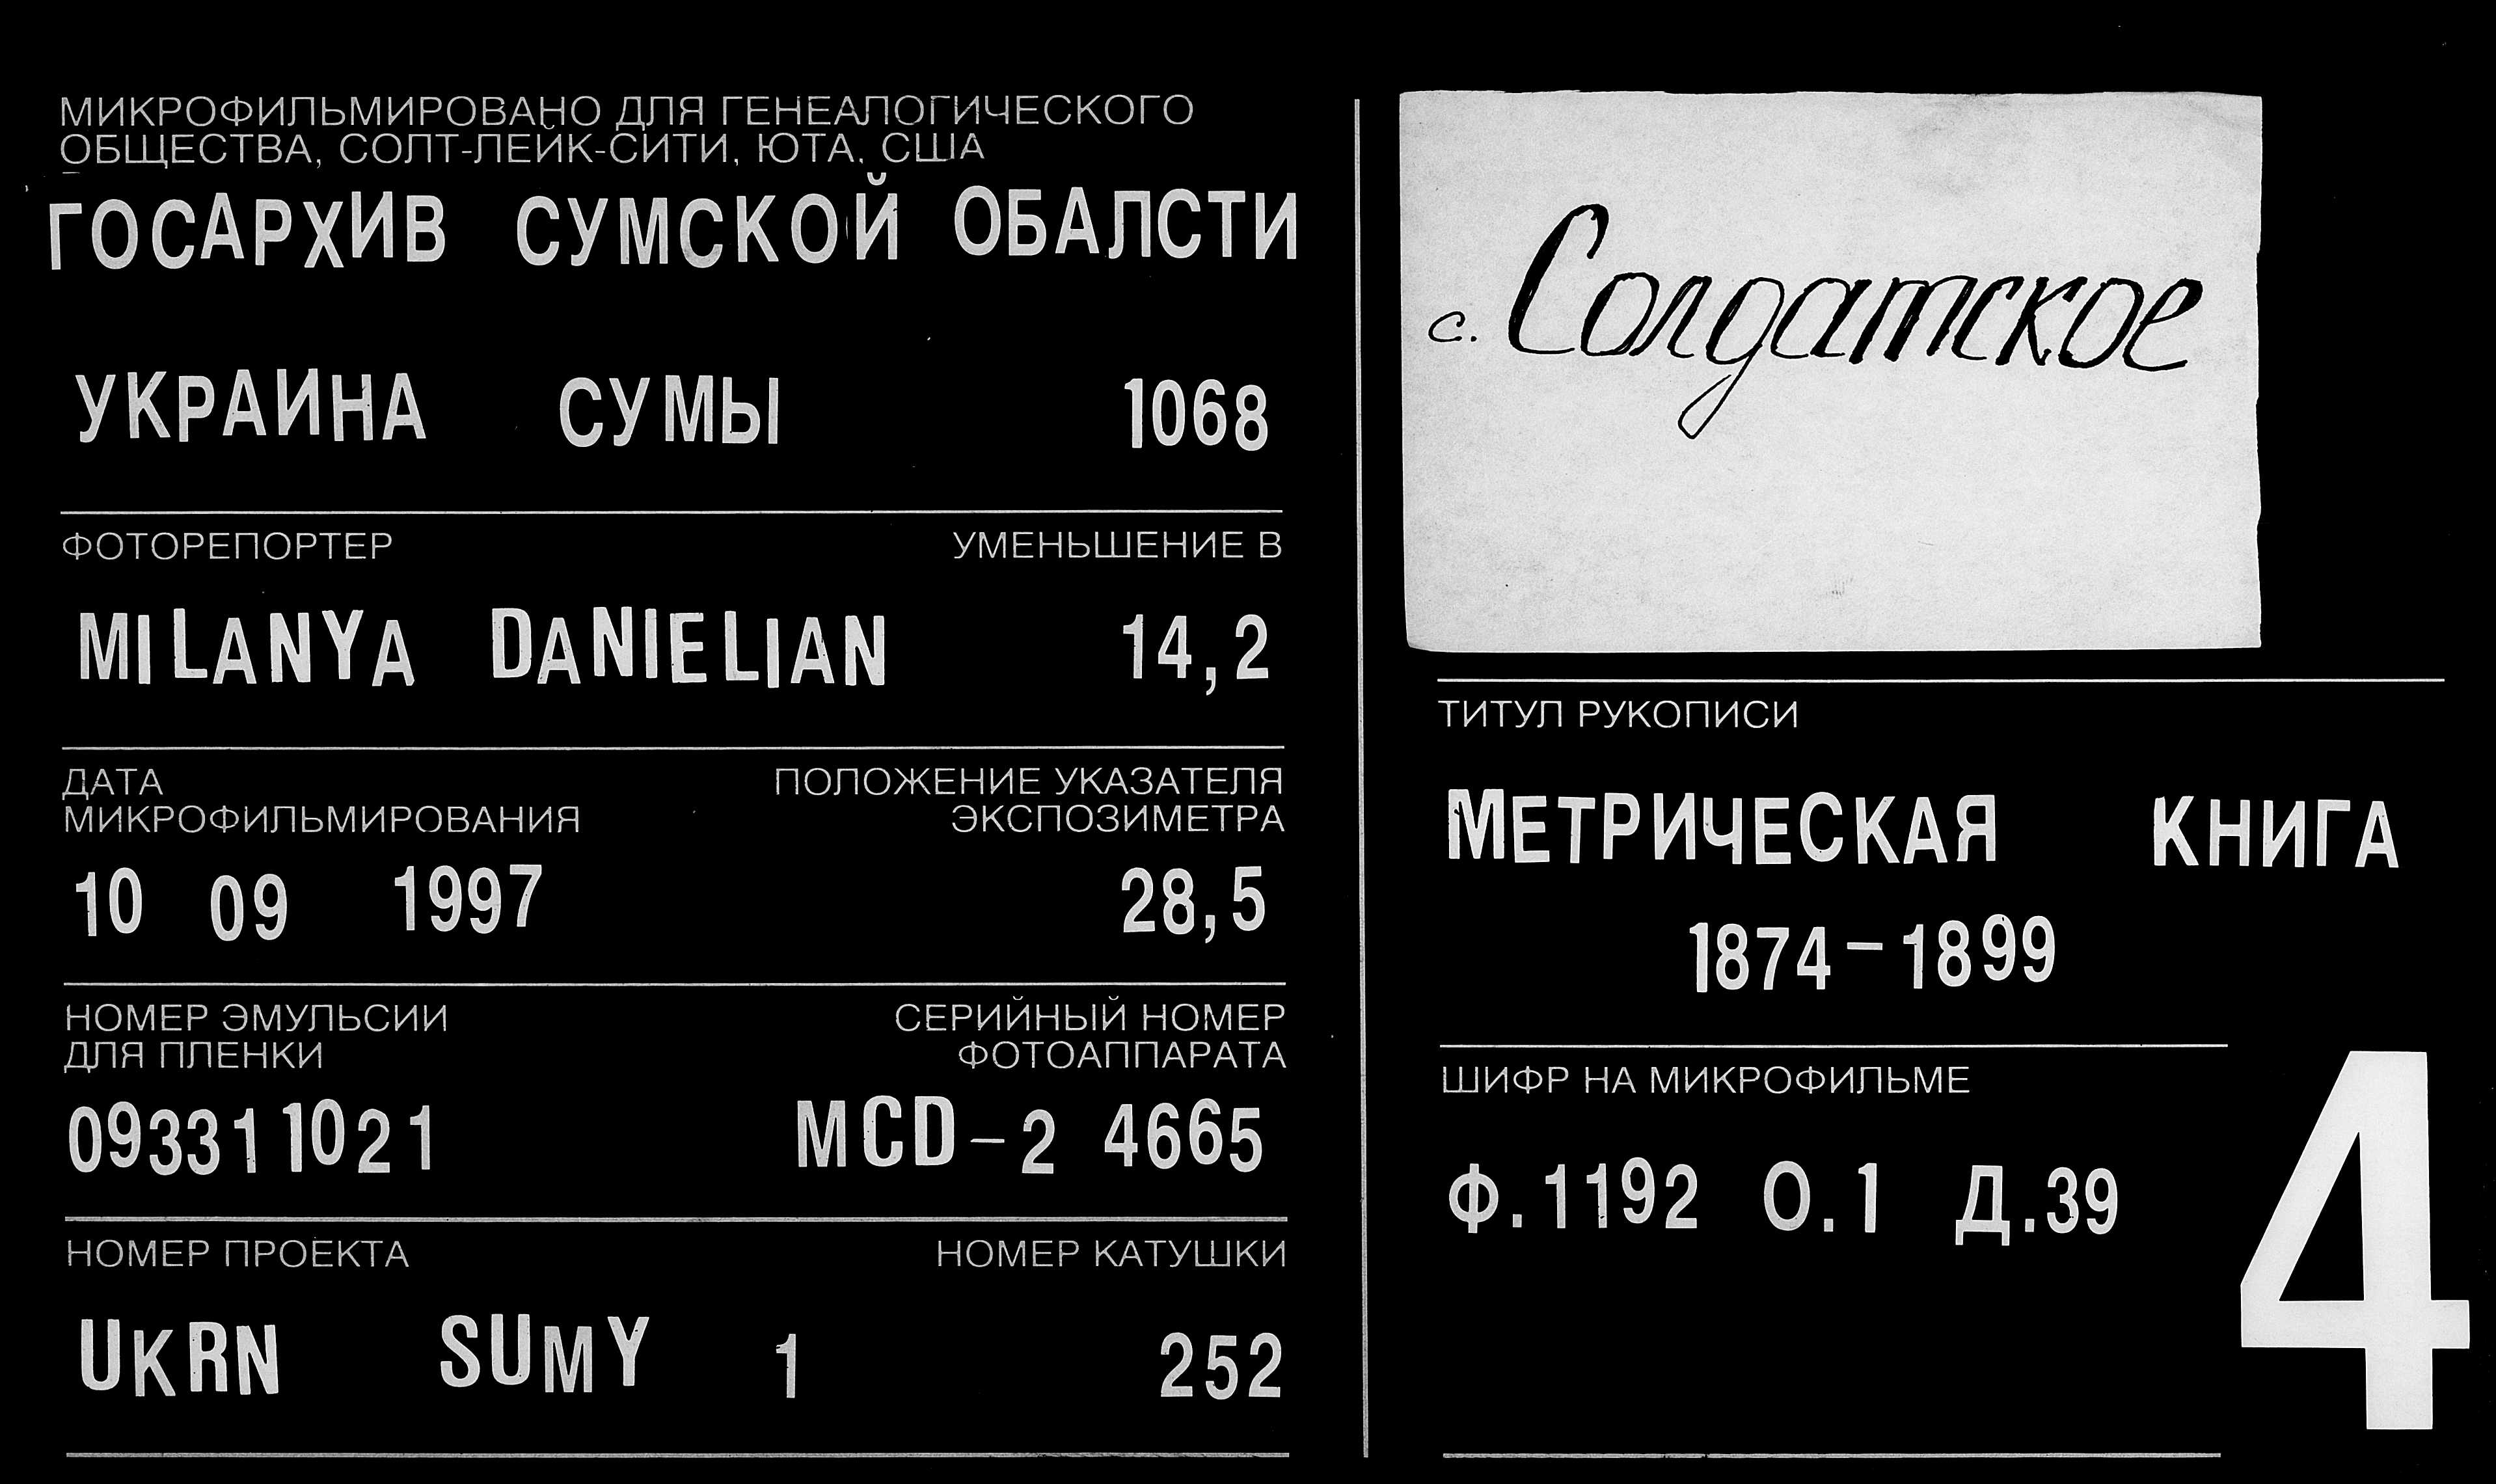 МИКРОФИЛЬМИРОВАНО ДЛЯ ГЕНЕАЛОГИЧЕСКОГО
ОБЩЕСТВА, СОЛТ-ЛЕЙК-СИТИ, ЮТА, США
ГОСАРХИВ СУМСКОЙ ОБАЛСТИ
УКРАИНА СУМЫ 1068
ФОТОРЕПОРТЕР УМЕНЬШЕНИЕ В
MILANYA DANIELIAN 14,2
ДАТА ПОЛОЖЕНИЕ УКАЗАТЕЛЯ
МИКРОФИЛЬМИРОВАНИЯ ЭКСПОЗИМЕТРА
10 09 1997 28,5
НОМЕР ЭМУЛЬСИИ СЕРИЙНЫЙ НОМЕР
ДЛЯ ПЛЕНКИ ФОТОАППАРАТА
093311021 MCD-2 4665
НОМЕР ПРОЕКТА НОМЕР КАТУШКИ
UKRN SUMY 1 252
с. Солдатское
ТИТУЛ РУКОПИСИ
МЕТРИЧЕСКАЯ КНИГА
1874-1899
ШИФР НА МИКРОФИЛЬМЕ
Ф.1192 О.1 Д.39
4